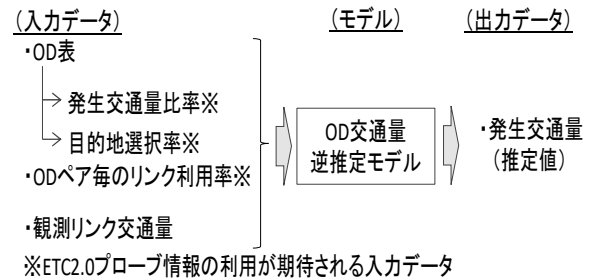 (入力データ)
(モデル)
(出力データ)
・OD表
発生交通量比率※
目的地選択率※
・ODペア毎のリンク利用率※
・観測リンク交通量
OD交通量
逆推定モデル
・発生交通量
(推定値)
※ETC2.0プローブ情報の利用が期待される入力データ